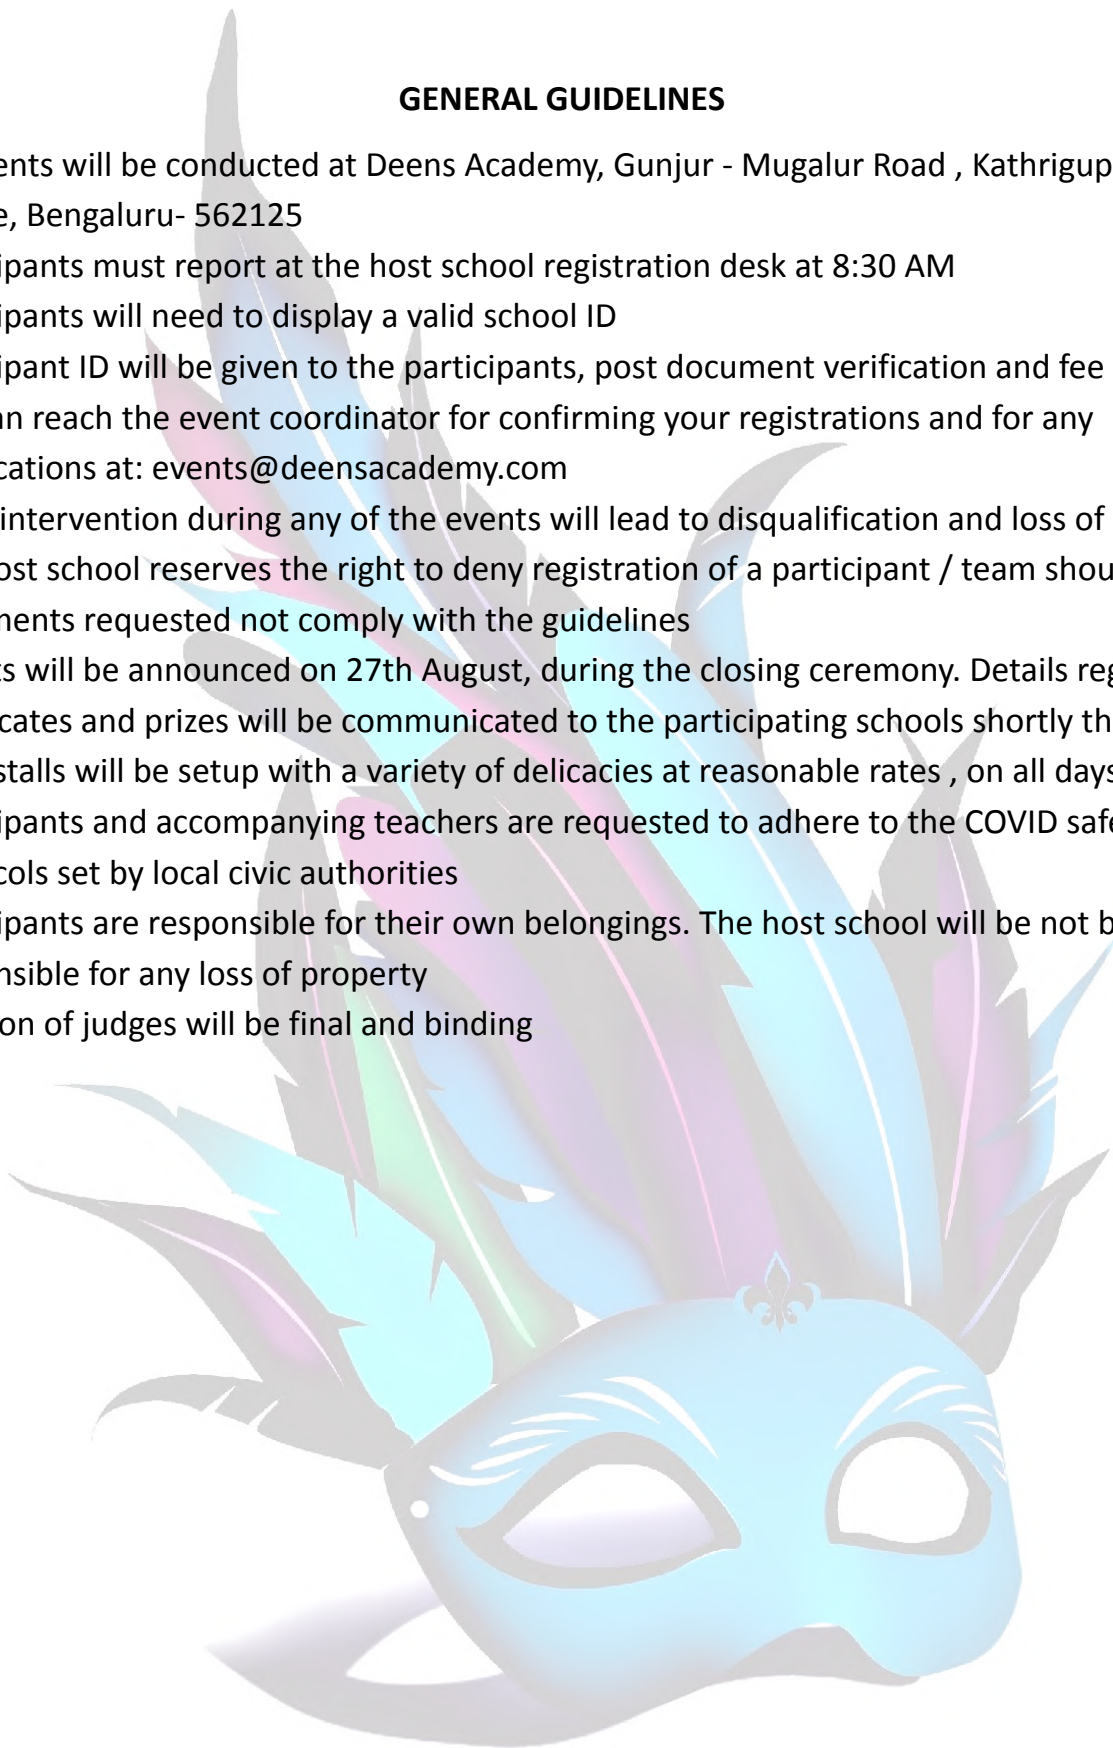 GENERAL GUIDELINES
ents will be conducted at Deens Academy, Gunjur - Mugalur Road , Kathrigup
e, Bengaluru- 562125
ipants must report at the host school registration desk at 8:30 AM
ipants will need to display a valid school ID
ipant ID will be given to the participants, post document verification and fee
an reach the event coordinator for confirming your registrations and for any
cations at: events@deensacademy.com
intervention during any of the events will lead to disqualification and loss of
ost school reserves the right to deny registration of a participant / team shou
ments requested not comply with the guidelines
ts will be announced on 27th August, during the closing ceremony. Details reg
icates and prizes will be communicated to the participating schools shortly th
stalls will be setup with a variety of delicacies at reasonable rates , on all days
ipants and accompanying teachers are requested to adhere to the COVID safe
cols set by local civic authorities
ipants are responsible for their own belongings. The host school will be not b
nsible for any loss of property
on of judges will be final and binding